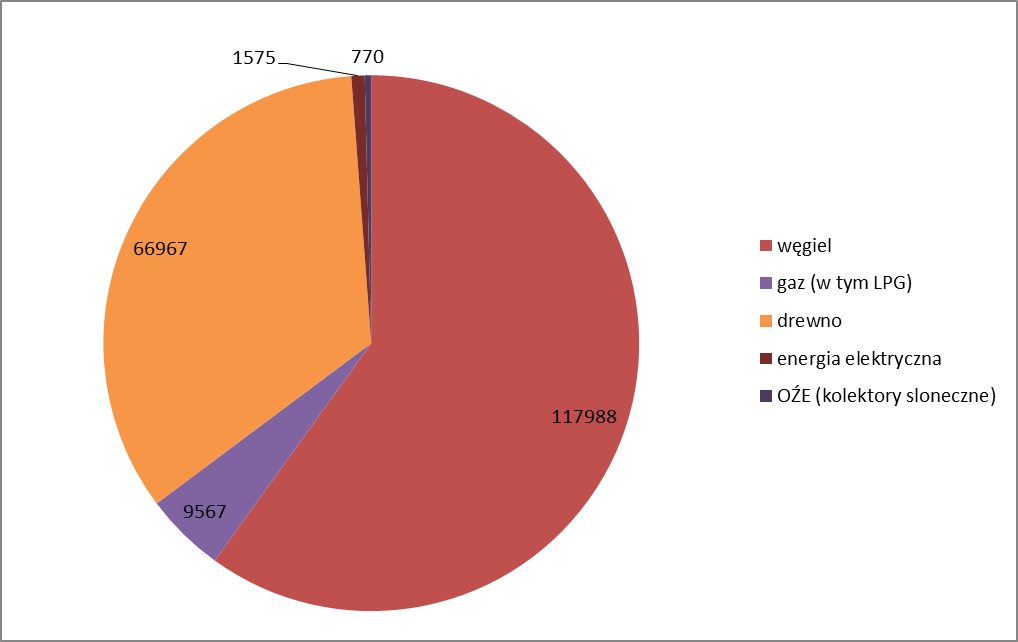 1575
770
66967
117988
9567
węgiel
gaz (w tym LPG)
drewno
energia elektryczna
OŹE (kolektory sloneczne)